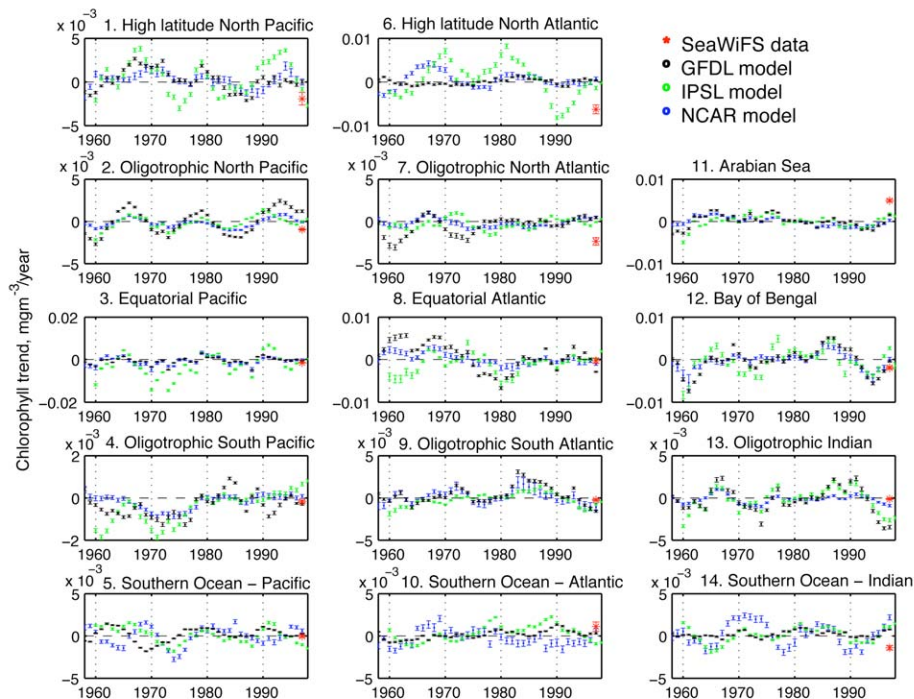 x 10⁻³ 1. High latitude North Pacific
5
0
−5
1960 1970 1980 1990
6. High latitude North Atlantic
0.01
0
−0.01
1960 1970 1980 1990
* SeaWiFS data
o GFDL model
o IPSL model
o NCAR model
x 10⁻³
2. Oligotrophic North Pacific
5
0
−5
1960 1970 1980 1990
x 10⁻³
7. Oligotrophic North Atlantic
5
0
−5
1960 1970 1980 1990
11. Arabian Sea
0.01
0
−0.01
1960 1970 1980 1990
Chlorophyll trend, mgm⁻³/year
3. Equatorial Pacific
0.02
0
−0.02
1960 1970 1980 1990
8. Equatorial Atlantic
0.01
0
−0.01
1960 1970 1980 1990
12. Bay of Bengal
0.01
0
−0.01
1960 1970 1980 1990
x 10⁻³
4. Oligotrophic South Pacific
2
0
−2
1960 1970 1980 1990
x 10⁻³
9. Oligotrophic South Atlantic
5
0
−5
1960 1970 1980 1990
x 10⁻³
13. Oligotrophic Indian
5
0
−5
1960 1970 1980 1990
x 10⁻³
5. Southern Ocean − Pacific
5
0
−5
1960 1970 1980 1990
x 10⁻³
10. Southern Ocean − Atlantic
5
0
−5
1960 1970 1980 1990
x 10⁻³
14. Southern Ocean − Indian
5
0
−5
1960 1970 1980 1990